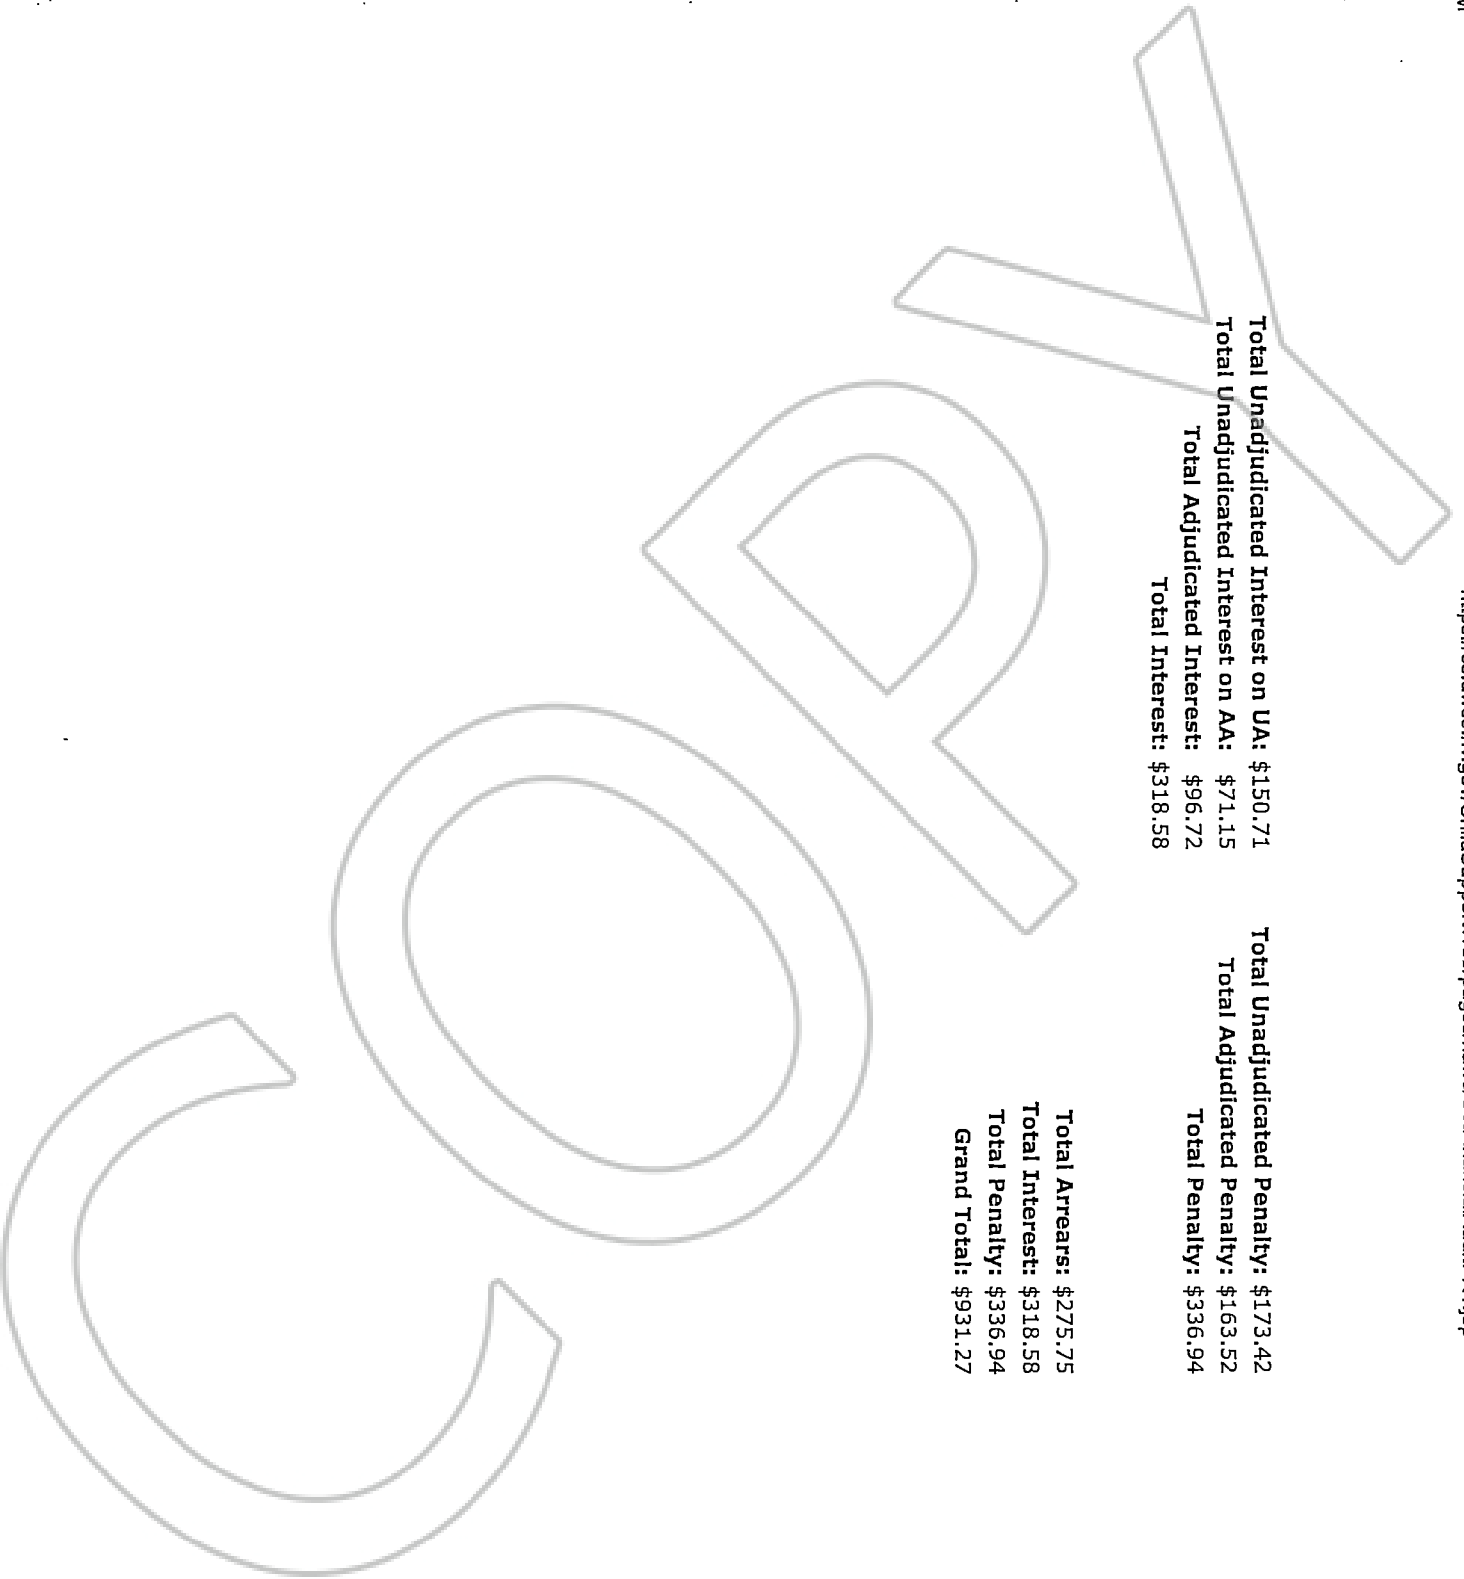 Total Unadjudicated Interest on UA: $150.71
Total Unadjudicated Interest on AA: $71.15
Total Adjudicated Interest: $96.72
Total Interest: $318.58
Total Unadjudicated Penalty: $173.42
Total Adjudicated Penalty: $163.52
Total Penalty: $336.94
Total Arrears: $275.75
Total Interest: $318.58
Total Penalty: $336.94
Grand Total: $931.27
COPY